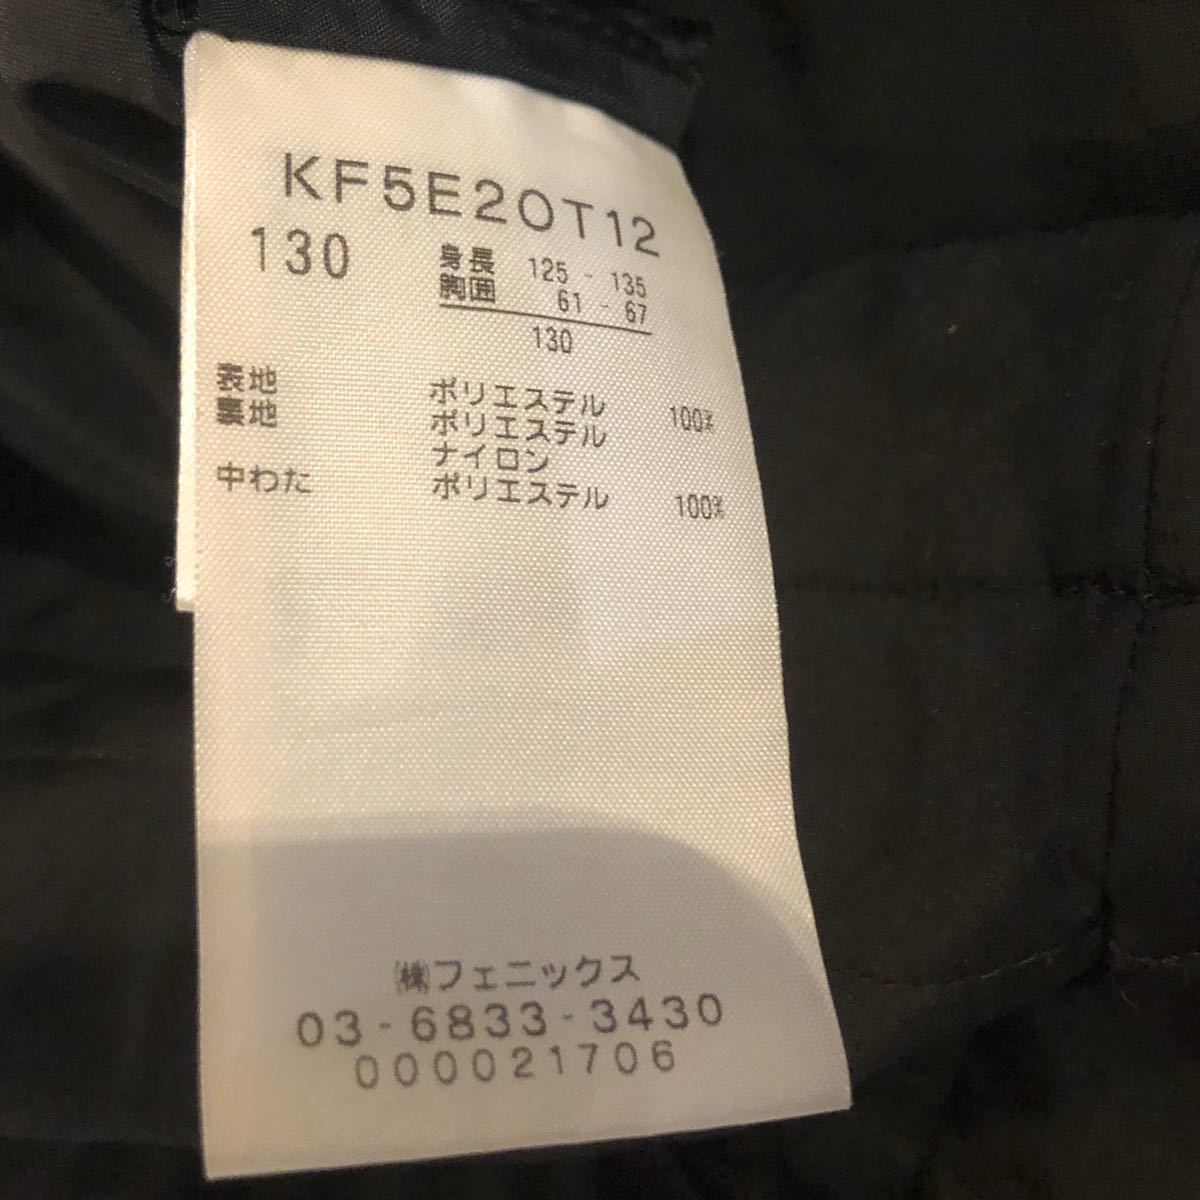 KF5E20T12
130 身長 125 - 135
胸囲 61 - 67
130
表地 ポリエステル 100%
裏地 ポリエステル
ナイロン
中わた ポリエステル 100%
㈱フェニックス
03-6833-3430
000021706